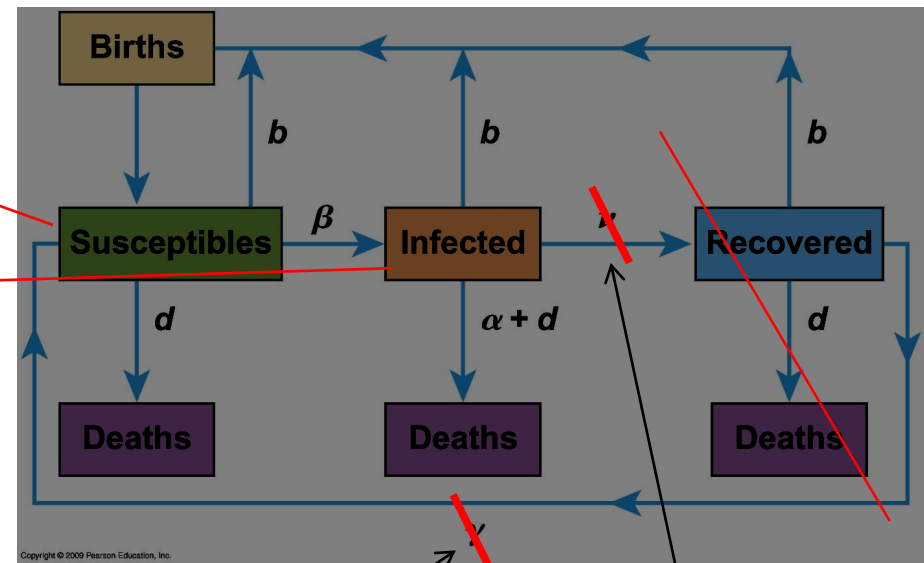 Births
b
b
b
Susceptibles
β
Infected
ν
Recovered
d
α + d
d
Deaths
Deaths
Deaths
γ
Copyright © 2009 Pearson Education, Inc.